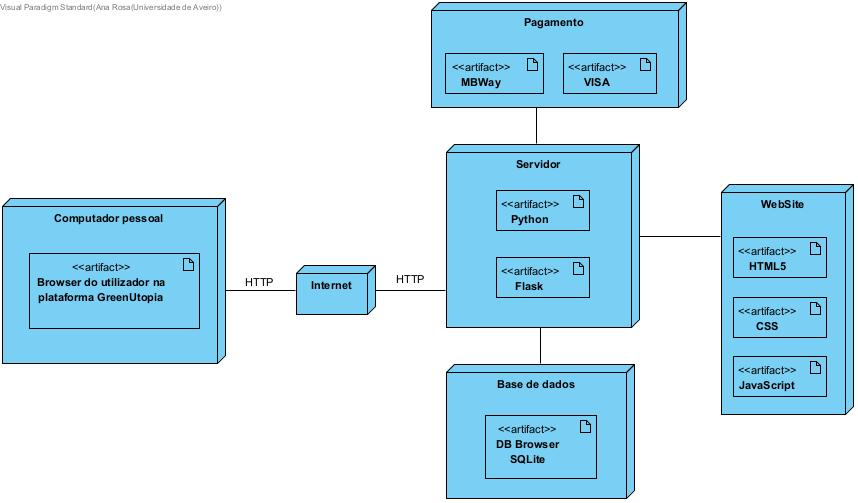 Visual Paradigm Standard(Ana Rosa(Universidade de Aveiro))
Pagamento
<<artifact>>
MBWay
<<artifact>>
VISA
Servidor
<<artifact>>
Python
<<artifact>>
Flask
WebSite
<<artifact>>
HTML5
<<artifact>>
CSS
<<artifact>>
JavaScript
Computador pessoal
<<artifact>>
Browser do utilizador na
plataforma GreenUtopia
HTTP
Internet
HTTP
Base de dados
<<artifact>>
DB Browser
SQLite